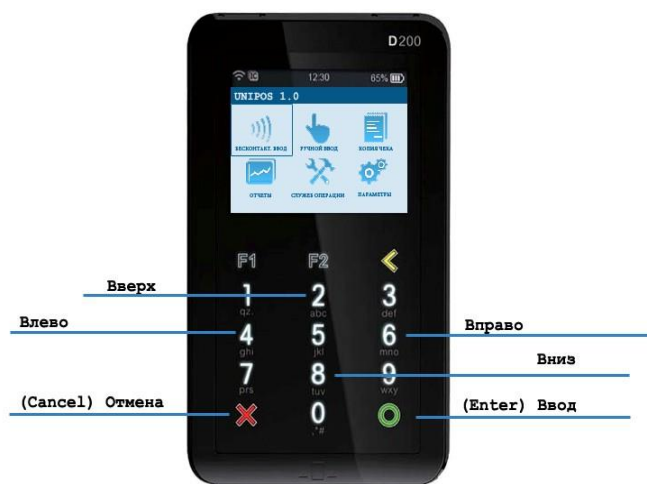 D200
12:30 65%
UNIPOS 1.0
БЕСКОНТАКТ. ВВОД РУЧНОЙ ВВОД КОПИЯ ЧЕКА
ОТЧЕТЫ СЛУЖЕБ ОПЕРАЦИИ ПАРАМЕТРЫ
F1 F2
Вверх
1 2 3
qz. abc def
Влево
4 5 6
Вправо
ghi jkl mno
Вниз
7 8 9
prs tuv wxy
(Cancel) Отмена
0
(Enter) Ввод
,*#